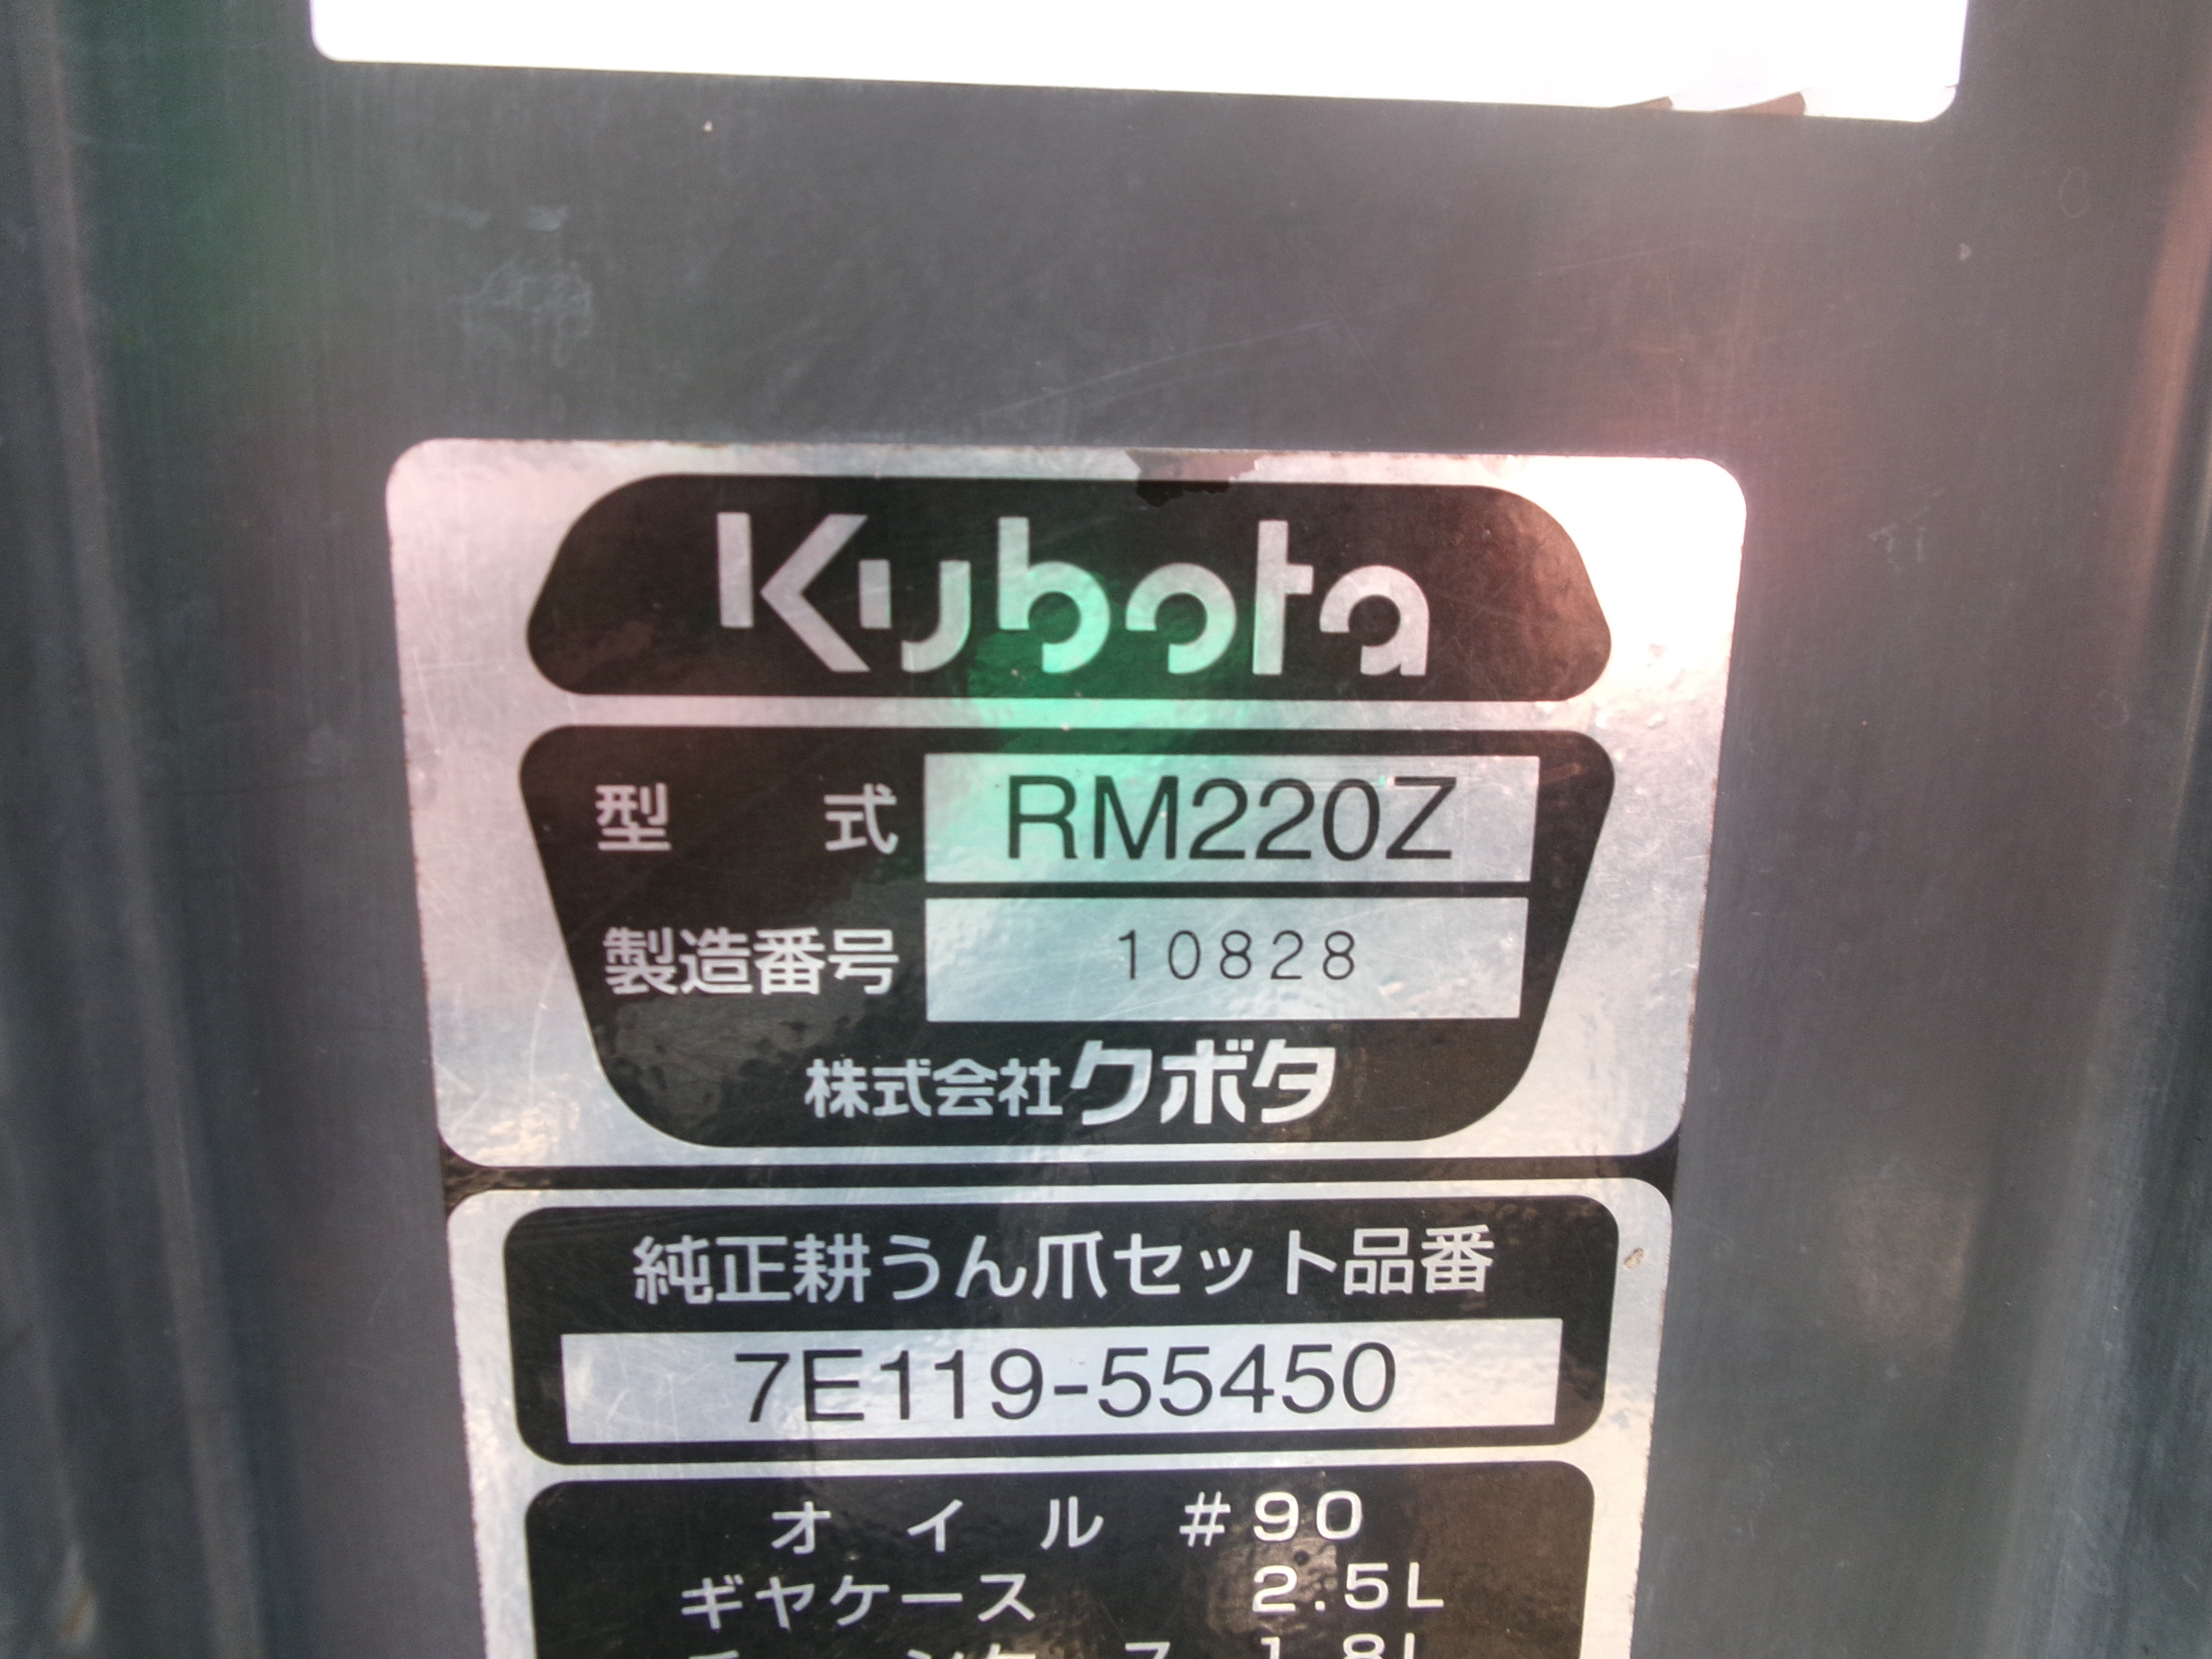 Kubota
型式 RM220Z
製造番号 10828
株式会社クボタ
純正耕うん爪セット品番
7E119-55450
オイル #90
ギヤケース 2.5L
1.8L